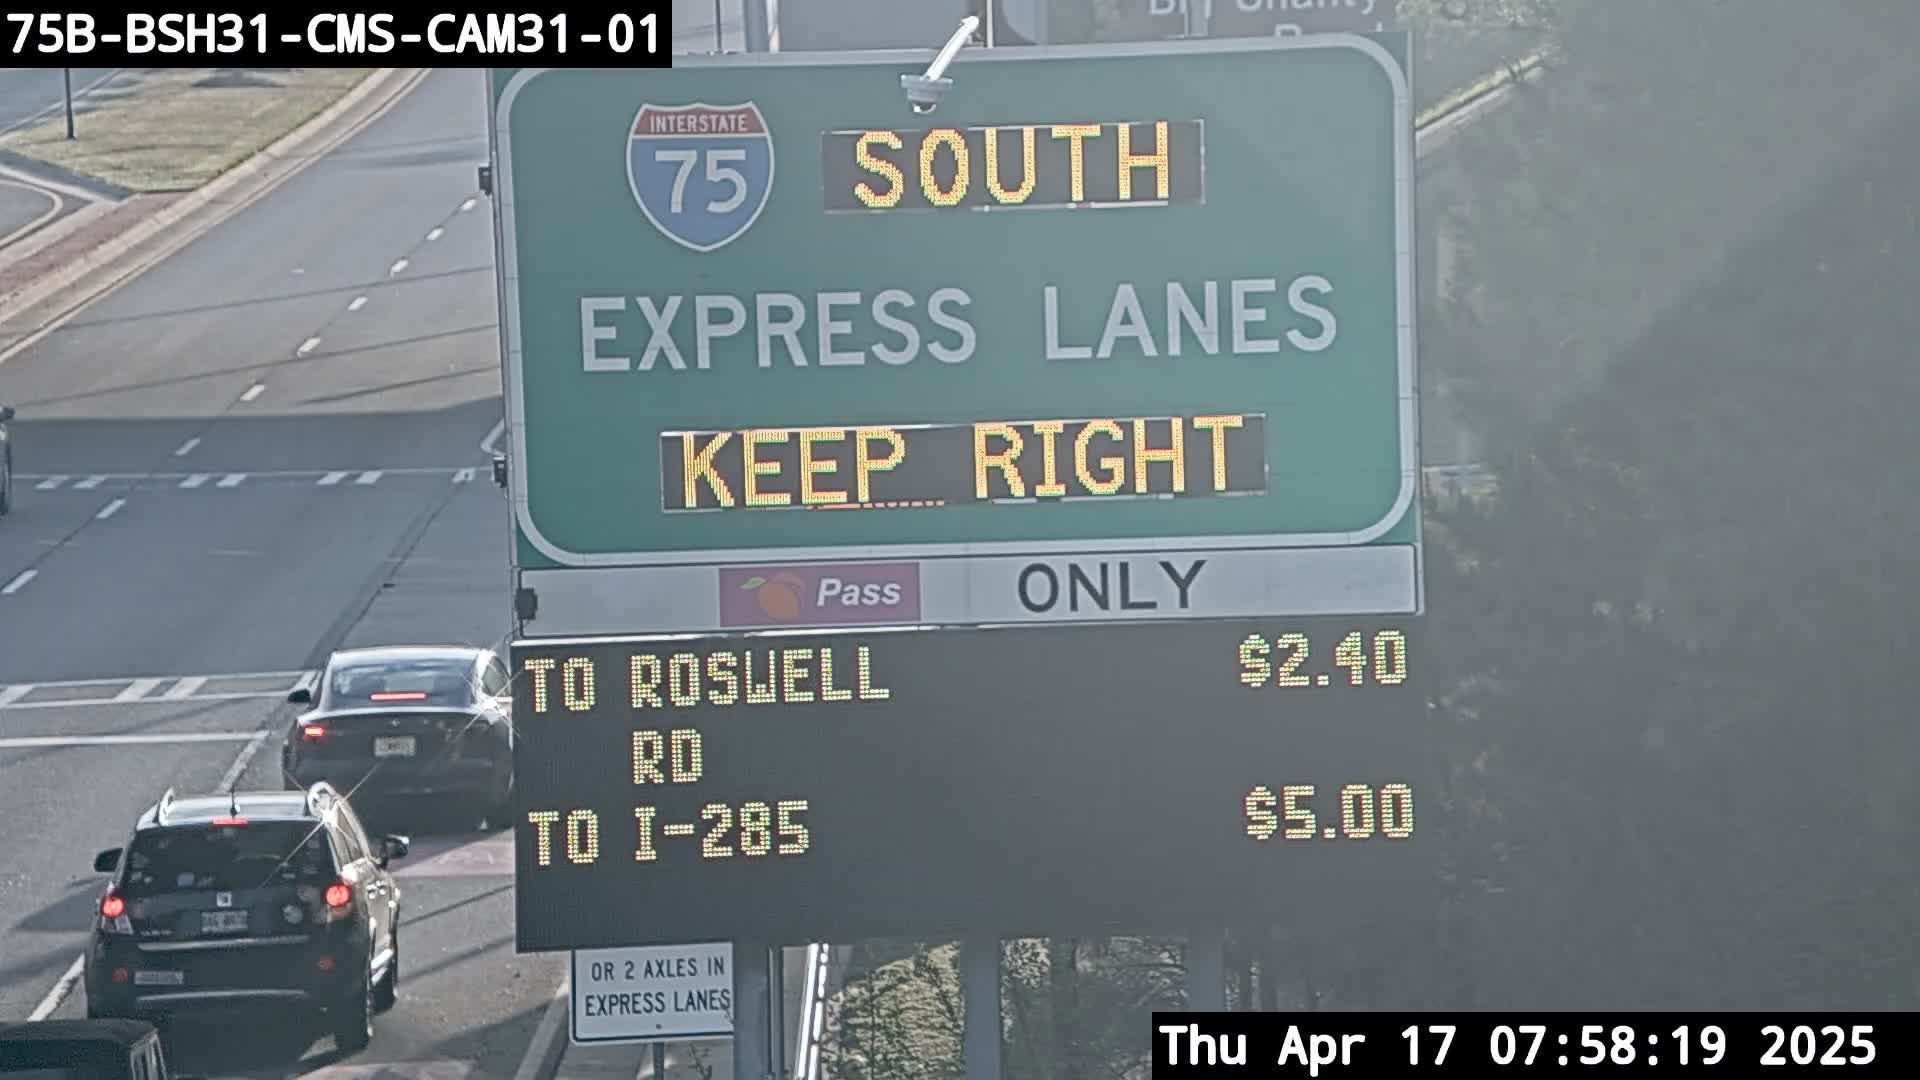 75B-BSH31-CMS-CAM31-01
INTERSTATE
75
SOUTH
EXPRESS LANES
KEEP RIGHT
Pass ONLY
TO ROSWELL $2.40
RD
TO I-285 $5.00
OR 2 AXLES IN
EXPRESS LANES
Thu Apr 17 07:58:19 2025